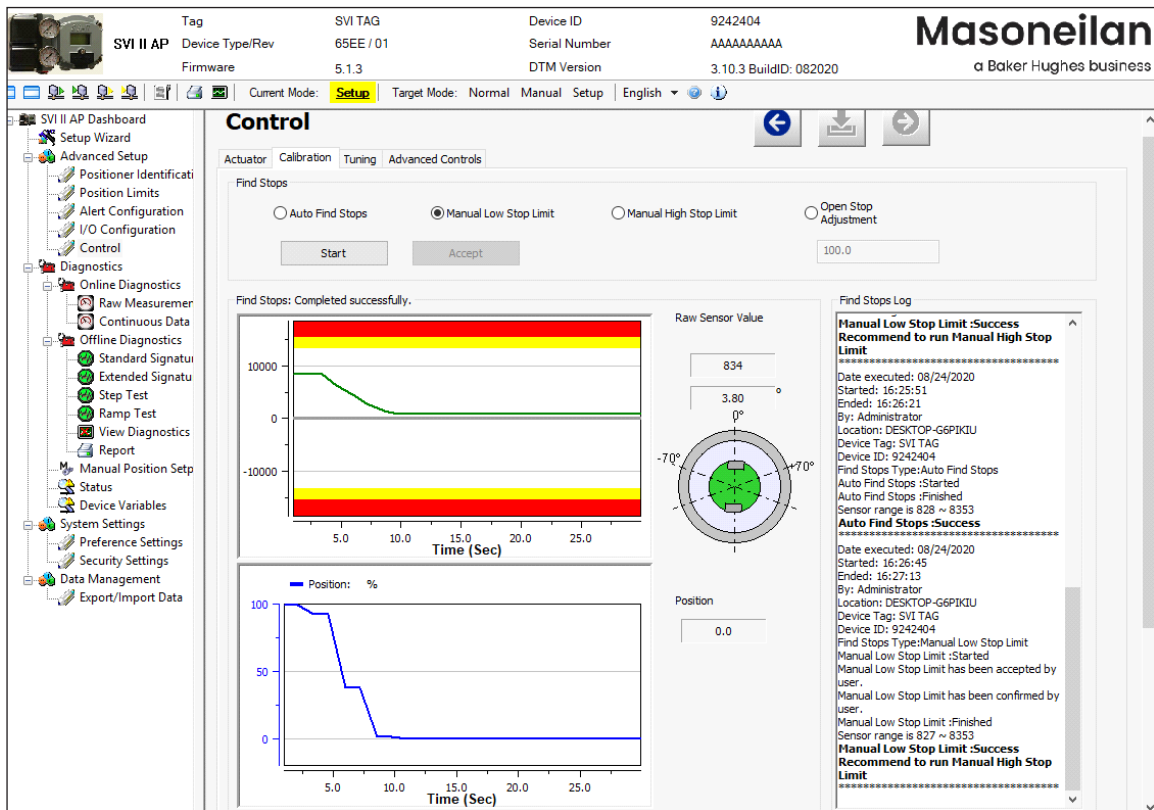 Tag SVI TAG Device ID 9242404
SVI II AP Device Type/Rev 65EE / 01 Serial Number AAAAAAAAAA
Firmware 5.1.3 DTM Version 3.10.3 BuildID: 082020
Masoneilan
a Baker Hughes business
Current Mode: Setup Target Mode: Normal Manual Setup English
SVI II AP Dashboard
Setup Wizard
Advanced Setup
Positioner Identificati
Position Limits
Alert Configuration
I/O Configuration
Control
Diagnostics
Online Diagnostics
Raw Measuremer
Continuous Data
Offline Diagnostics
Standard Signatu
Extended Signatu
Step Test
Ramp Test
View Diagnostics
Report
Manual Position Setp
Status
Device Variables
System Settings
Preference Settings
Security Settings
Data Management
Export/Import Data
Control
Actuator Calibration Tuning Advanced Controls
Find Stops
Auto Find Stops Manual Low Stop Limit Manual High Stop Limit Open Stop
Adjustment
Start Accept 100.0
Find Stops: Completed successfully.
10000
0
-10000
5.0 10.0 15.0 20.0 25.0
Time (Sec)
Position: %
100
50
0
5.0 10.0 15.0 20.0 25.0
Time (Sec)
Raw Sensor Value
834
3.80 °
0°
-70° +70°
Position
0.0
Find Stops Log
Manual Low Stop Limit :Success
Recommend to run Manual High Stop
Limit
************************************
Date executed: 08/24/2020
Started: 16:25:51
Ended: 16:26:21
By: Administrator
Location: DESKTOP-G6PIKIU
Device Tag: SVI TAG
Device ID: 9242404
Find Stops Type:Auto Find Stops
Auto Find Stops :Started
Auto Find Stops :Finished
Sensor range is 828 ~ 8353
Auto Find Stops :Success
************************************
Date executed: 08/24/2020
Started: 16:26:45
Ended: 16:27:13
By: Administrator
Location: DESKTOP-G6PIKIU
Device Tag: SVI TAG
Device ID: 9242404
Find Stops Type:Manual Low Stop Limit
Manual Low Stop Limit :Started
Manual Low Stop Limit has been accepted by
user.
Manual Low Stop Limit has been confirmed by
user.
Manual Low Stop Limit :Finished
Sensor range is 827 ~ 8353
Manual Low Stop Limit :Success
Recommend to run Manual High Stop
Limit
************************************